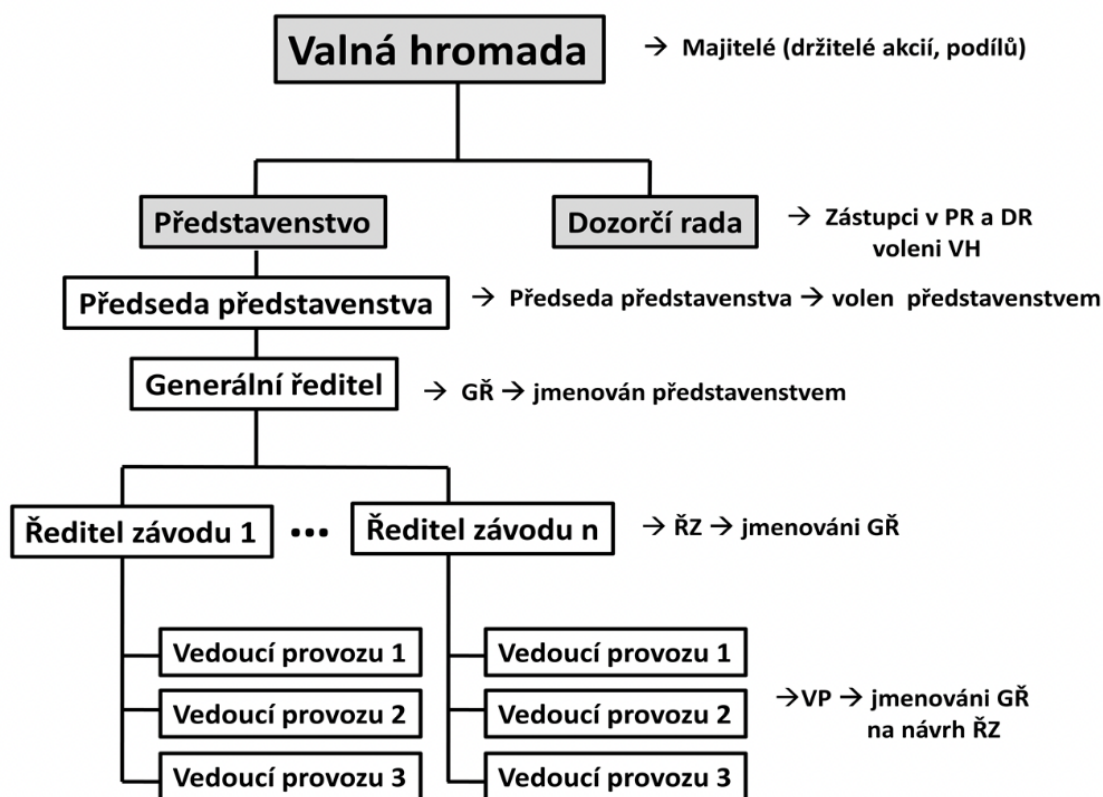 Valná hromada
→ Majitelé (držitelé akcií, podílů)
Představenstvo
Dozorčí rada
→ Zástupci v PR a DR
voleni VH
Předseda představenstva
→ Předseda představenstva → volen představenstvem
Generální ředitel
→ GŘ → jmenován představenstvem
Ředitel závodu 1
...
Ředitel závodu n
→ ŘZ → jmenováni GŘ
Vedoucí provozu 1
Vedoucí provozu 1
Vedoucí provozu 2
Vedoucí provozu 2
→VP → jmenováni GŘ
na návrh ŘZ
Vedoucí provozu 3
Vedoucí provozu 3